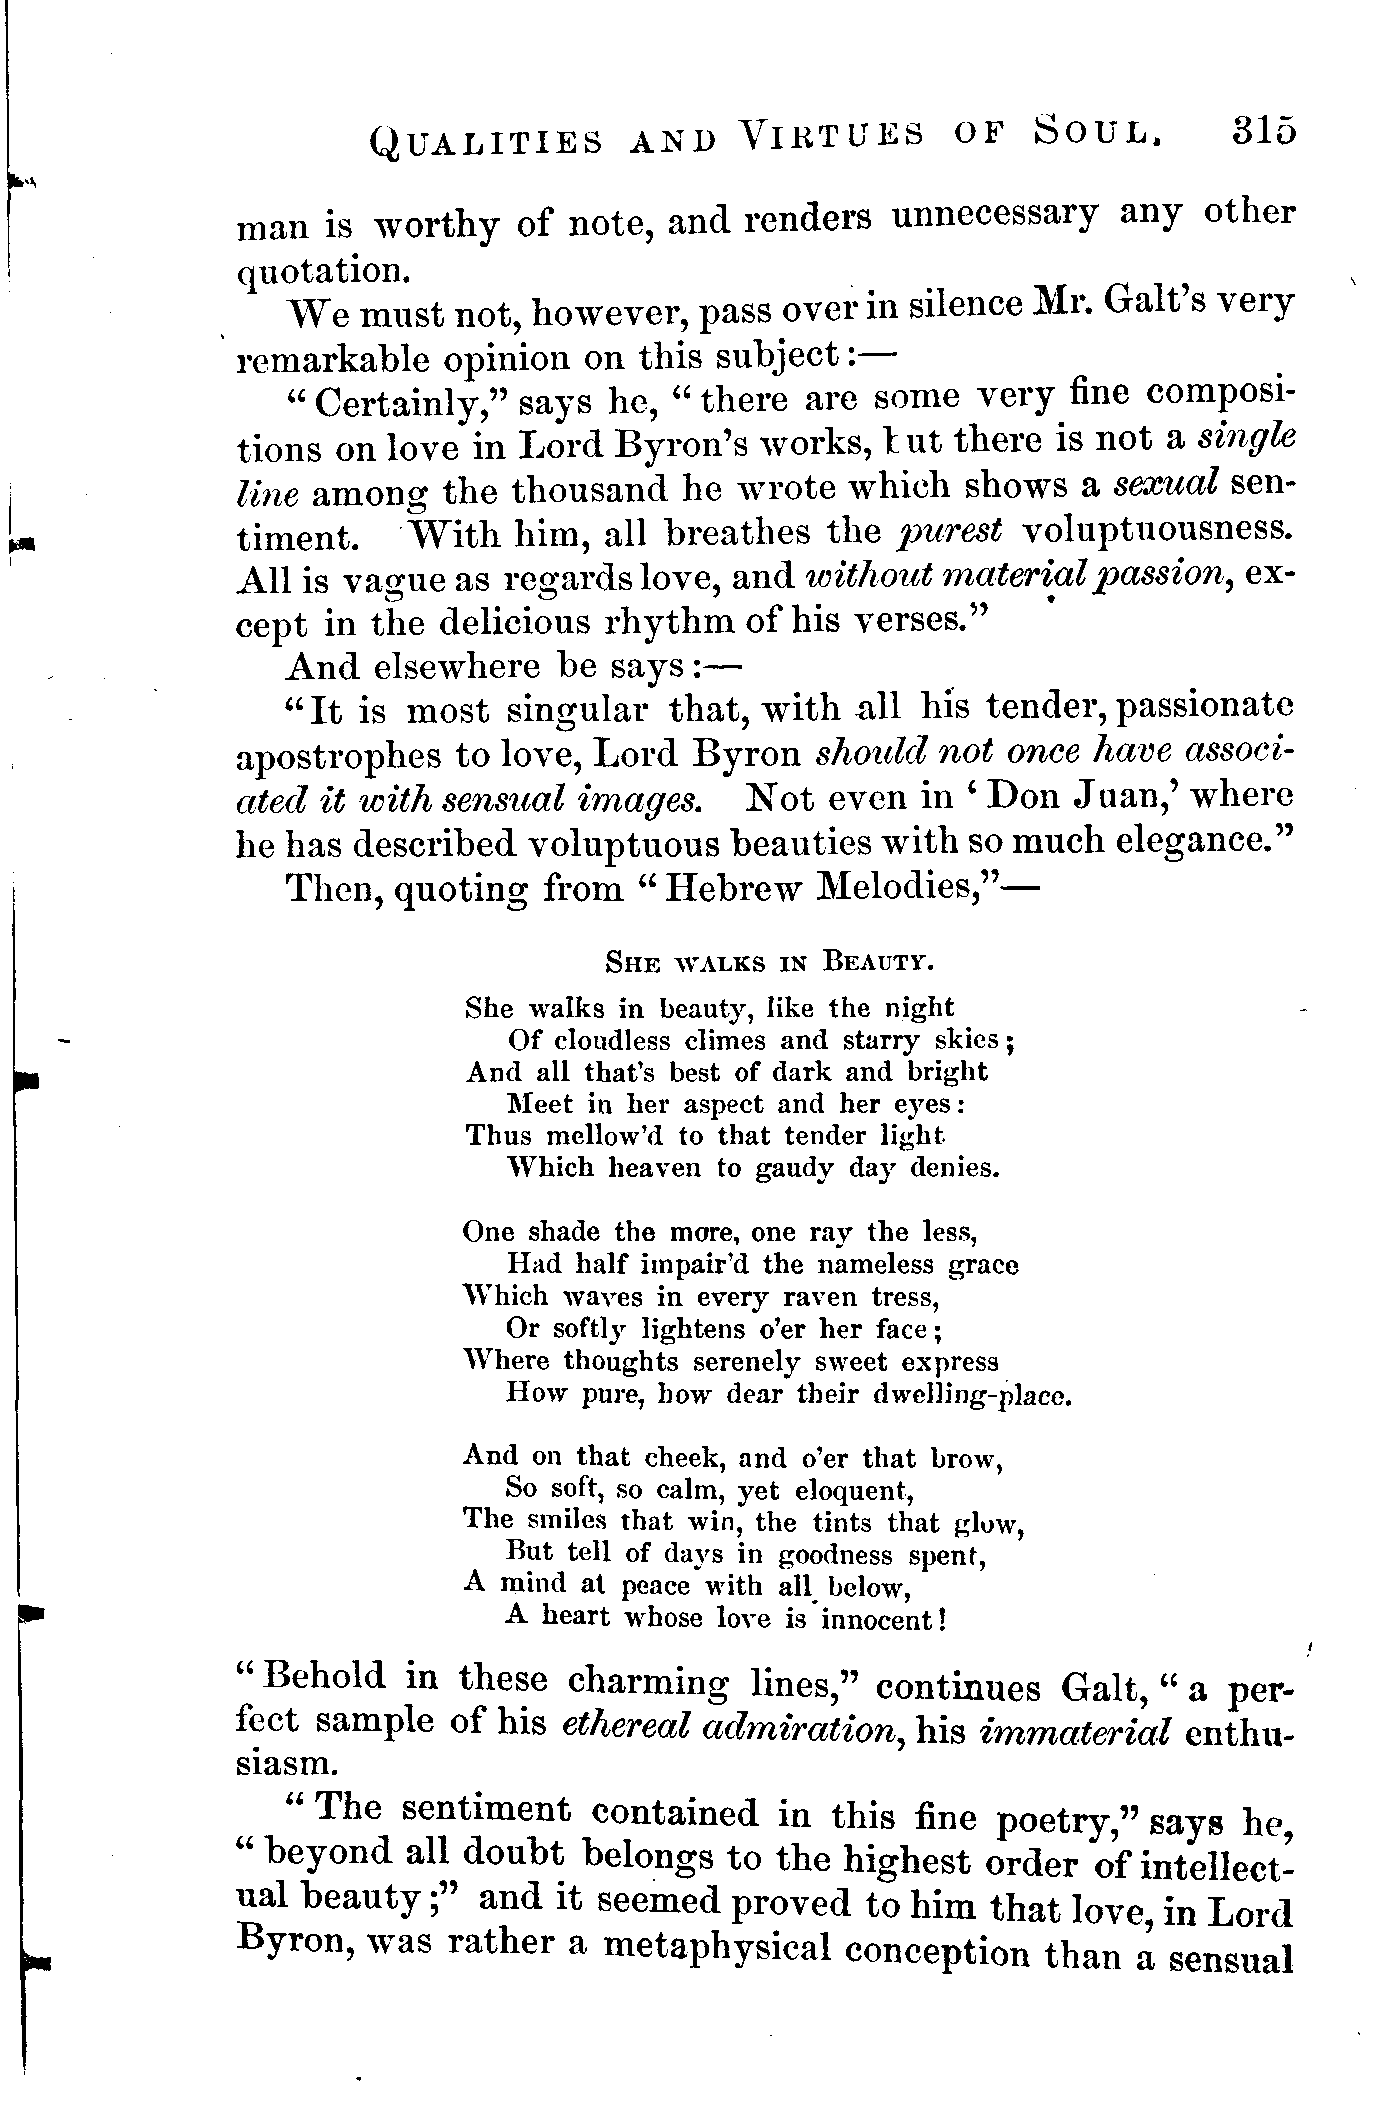 QUALITIES AND VIRTUES OF SOUL. 315
man is worthy of note, and renders unnecessary any other
quotation.
We must not, however, pass over in silence Mr. Galt's very
remarkable opinion on this subject:—
"Certainly," says he, "there are some very fine composi-
tions on love in Lord Byron's works, but there is not a single
line among the thousand he wrote which shows a sexual sen-
timent. With him, all breathes the purest voluptuousness.
All is vague as regards love, and without material passion, ex-
cept in the delicious rhythm of his verses."
And elsewhere be says:—
"It is most singular that, with all his tender, passionate
apostrophes to love, Lord Byron should not once have associ-
ated it with sensual images. Not even in 'Don Juan,' where
he has described voluptuous beauties with so much elegance."
Then, quoting from "Hebrew Melodies,"—
SHE WALKS IN BEAUTY.
She walks in beauty, like the night
Of cloudless climes and starry skies;
And all that's best of dark and bright
Meet in her aspect and her eyes:
Thus mellow'd to that tender light
Which heaven to gaudy day denies.
One shade the more, one ray the less,
Had half impair'd the nameless grace
Which waves in every raven tress,
Or softly lightens o'er her face;
Where thoughts serenely sweet express
How pure, how dear their dwelling-place.
And on that cheek, and o'er that brow,
So soft, so calm, yet eloquent,
The smiles that win, the tints that glow,
But tell of days in goodness spent,
A mind at peace with all below,
A heart whose love is innocent!
"Behold in these charming lines," continues Galt, "a per-
fect sample of his ethereal admiration, his immaterial enthu-
siasm.
"The sentiment contained in this fine poetry," says he,
"beyond all doubt belongs to the highest order of intellect-
ual beauty;" and it seemed proved to him that love, in Lord
Byron, was rather a metaphysical conception than a sensual